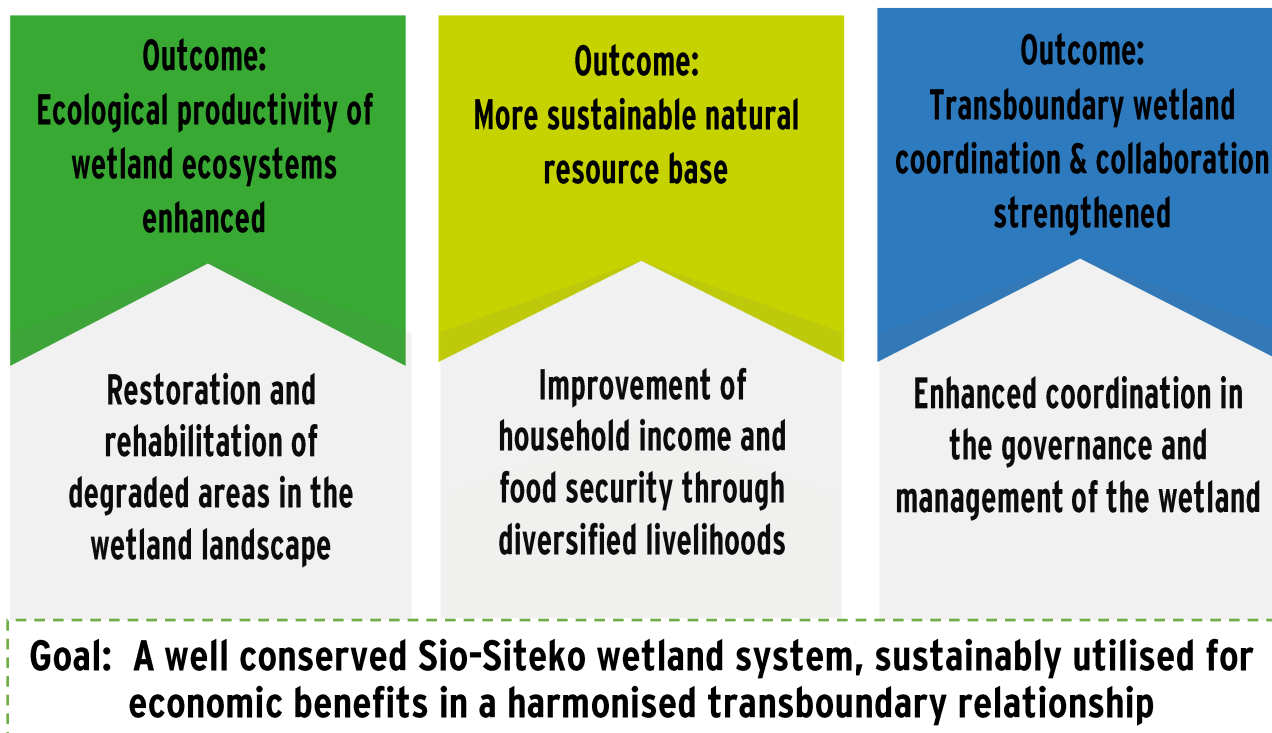 Outcome:
Ecological productivity of
wetland ecosystems
enhanced
Restoration and
rehabilitation of
degraded areas in the
wetland landscape
Outcome:
More sustainable natural
resource base
Improvement of
household income and
food security through
diversified livelihoods
Outcome:
Transboundary wetland
coordination & collaboration
strengthened
Enhanced coordination in
the governance and
management of the wetland
Goal: A well conserved Sio-Siteko wetland system, sustainably utilised for
economic benefits in a harmonised transboundary relationship